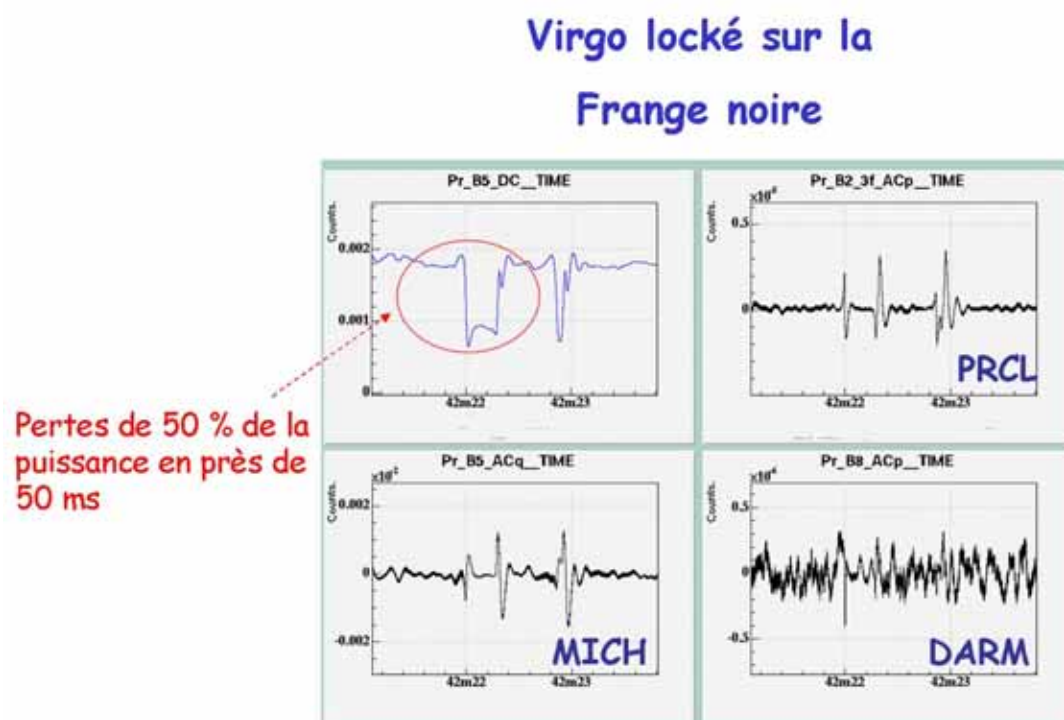 Virgo locké sur la
Frange noire
Pr_B5_DC__TIME
Counts.
0.002
0.001
0
42m22
42m23
Pr_B2_3f_ACp__TIME
Counts.
0.5
0
PRCL
42m22
42m23
Pertes de 50 % de la
puissance en près de
50 ms
Pr_B5_ACq__TIME
Counts.
0.002
0
-0.002
MICH
42m22
42m23
Pr_B8_ACp__TIME
Counts.
0.5
0
-0.5
DARM
42m22
42m23